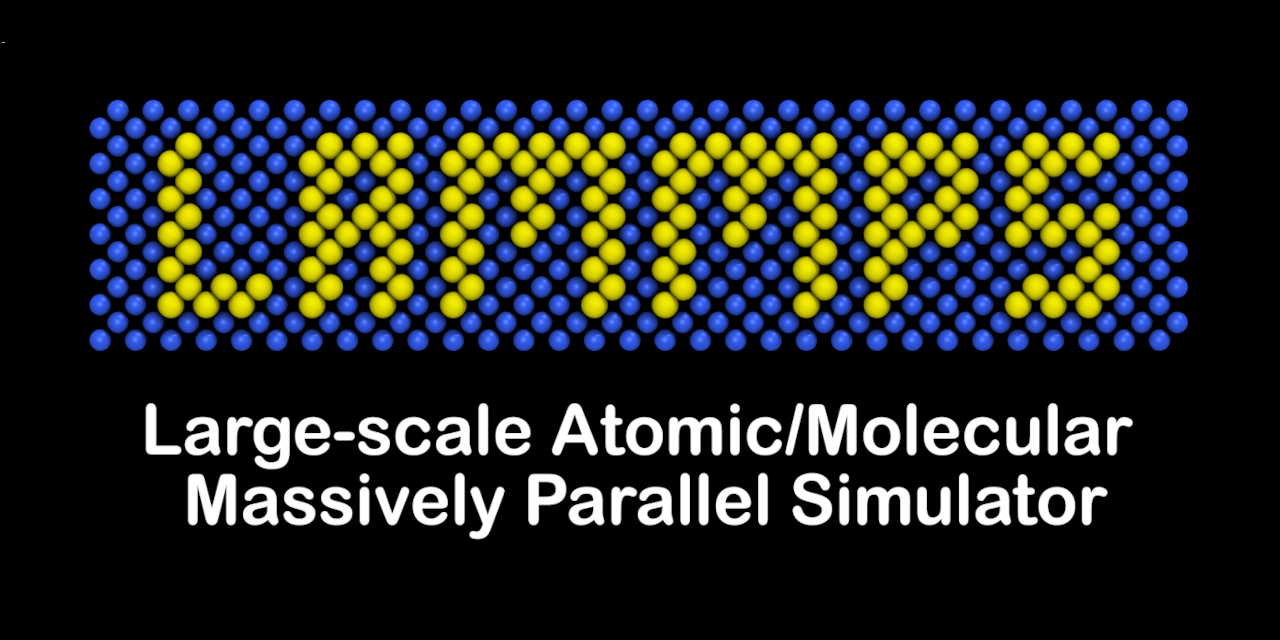 LAMMPS
Large-scale Atomic/Molecular
Massively Parallel Simulator